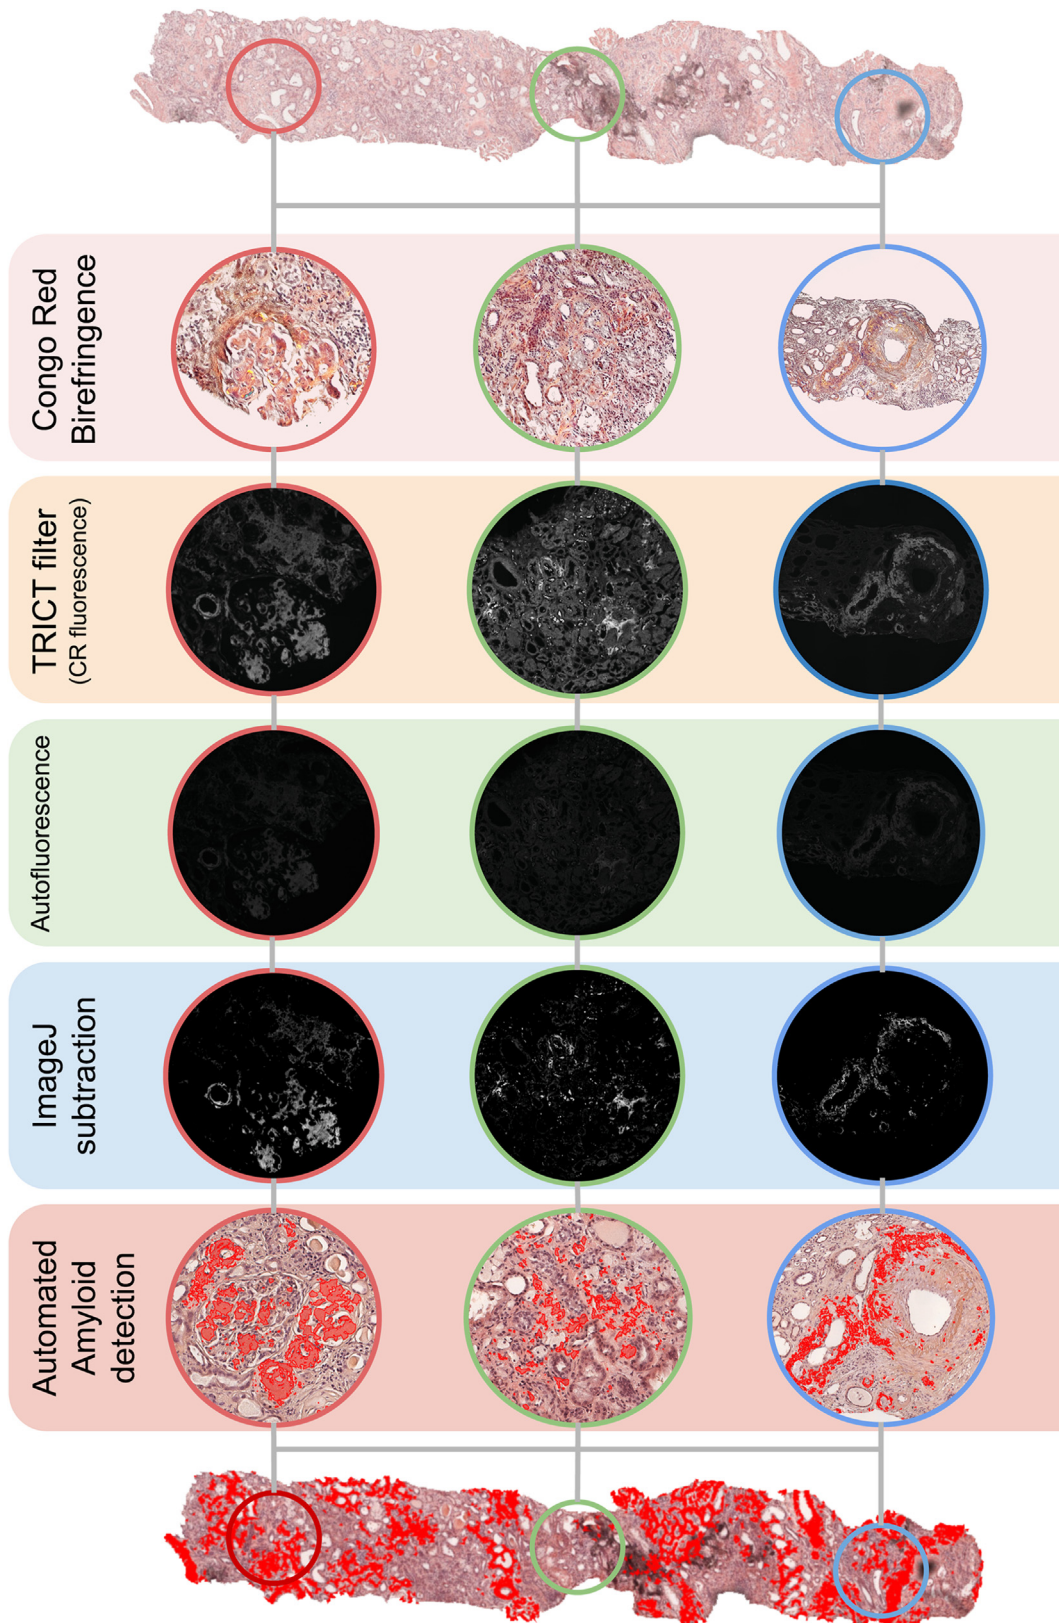 Congo Red
Birefringence
TRICT filter
(CR fluorescence)
Autofluorescence
ImageJ
subtraction
Automated
Amyloid
detection